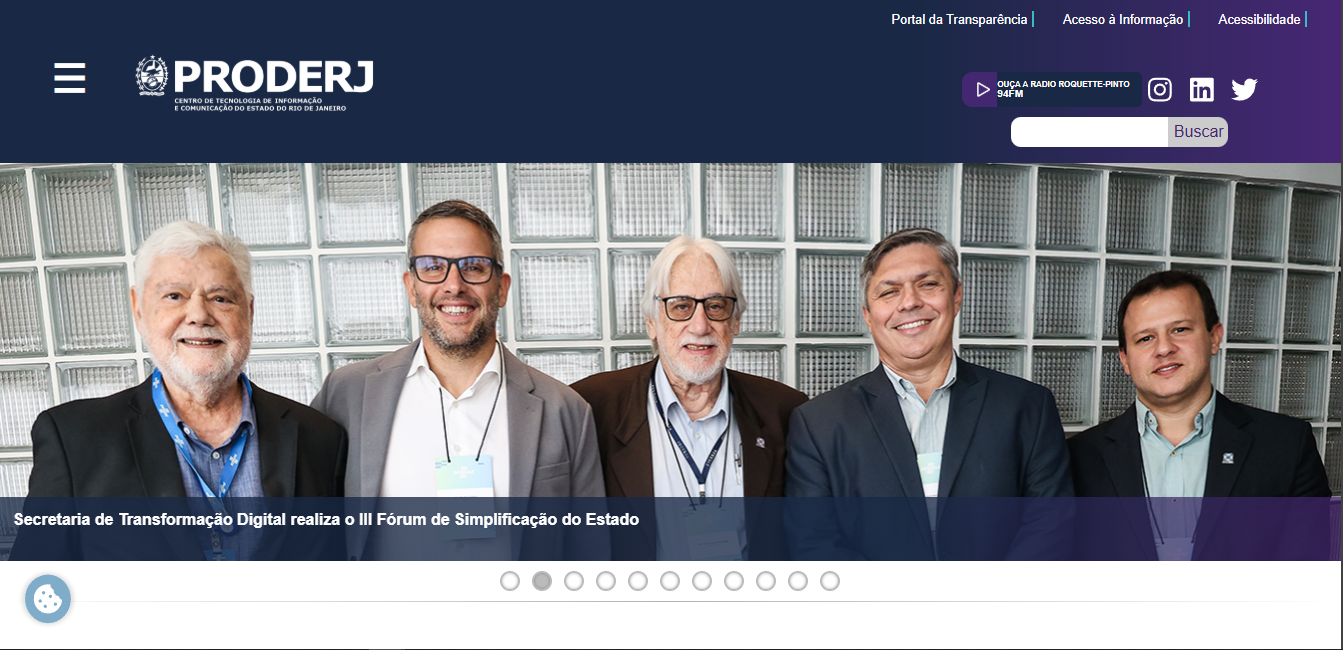 Portal da Transparência
Acesso à Informação
Acessibilidade
PRODERJ
CENTRO DE TECNOLOGIA DE INFORMAÇÃO
E COMUNICAÇÃO DO ESTADO DO RIO DE JANEIRO
OUÇA A RADIO ROQUETTE-PINTO
94FM
Buscar
Secretaria de Transformação Digital realiza o III Fórum de Simplificação do Estado